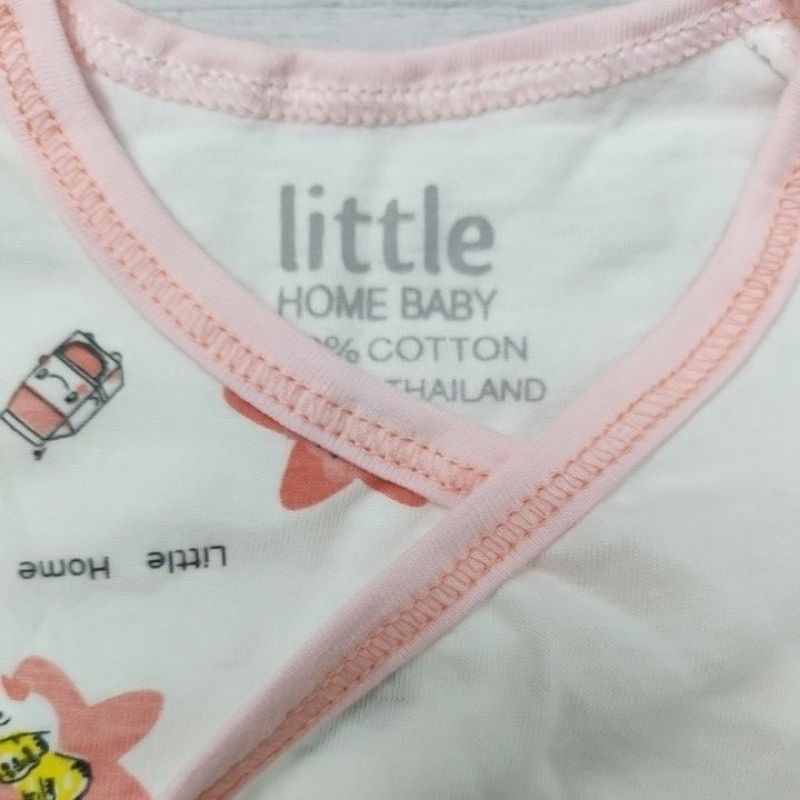 little
HOME BABY
% COTTON
THAILAND
Little Home